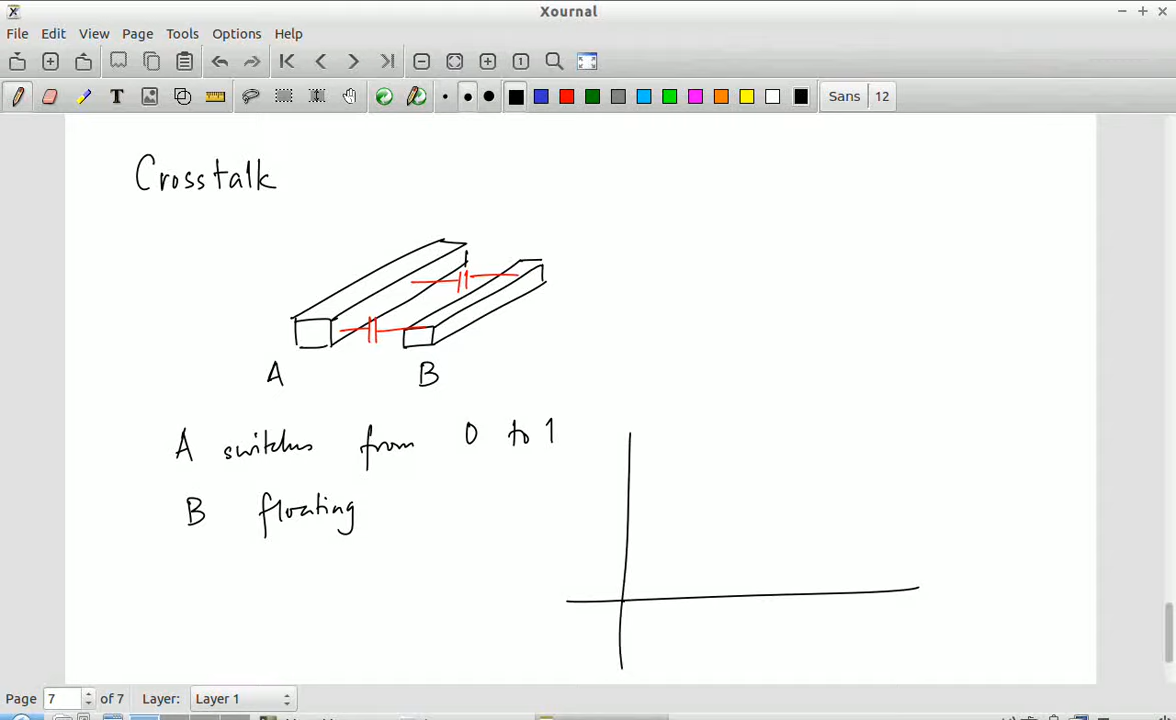 Xournal
File Edit View Page Tools Options Help
Sans 12
Crosstalk
A B
A switches from 0 to 1
B floating
Page 7 of 7 Layer: Layer 1